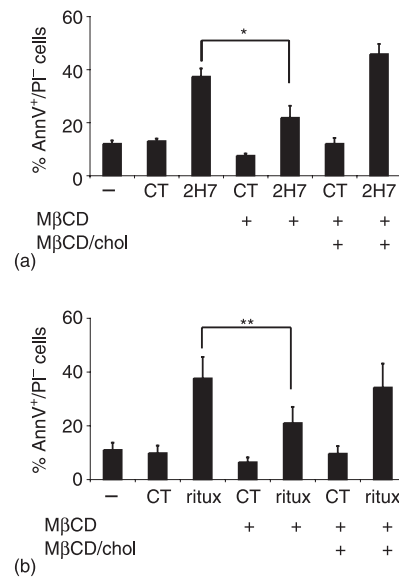 60
*
40
20
0
% AnnV⁺/PI⁻ cells
– CT 2H7 CT 2H7 CT 2H7
MβCD + + + +
MβCD/chol + +
(a)
60
**
40
20
0
% AnnV⁺/PI⁻ cells
– CT ritux CT ritux CT ritux
MβCD + + + +
MβCD/chol + +
(b)